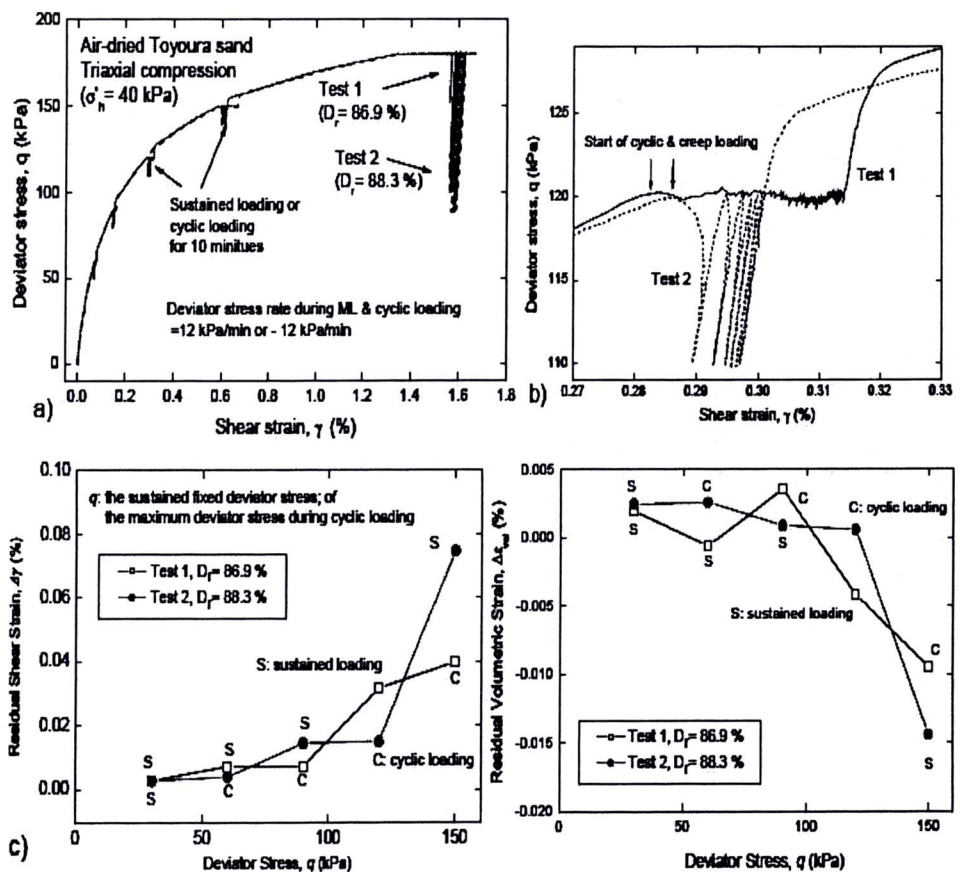 200
150
100
50
0
Deviator stress, q (kPa)
Air-dried Toyoura sand
Triaxial compression
(σ'h = 40 kPa)
Test 1
(Dr= 86.9 %)
Test 2
(Dr= 88.3 %)
Sustained loading or
cyclic loading
for 10 minitues
Deviator stress rate during ML & cyclic loading
=12 kPa/min or - 12 kPa/min
0.0 0.2 0.4 0.6 0.8 1.0 1.2 1.4 1.6 1.8
Shear strain, γ (%)
a)
125
120
115
110
Deviator stress, q (kPa)
Start of cyclic & creep loading
Test 1
Test 2
0.27 0.28 0.29 0.30 0.31 0.32 0.33
Shear strain, γ (%)
b)
0.10
0.08
0.06
0.04
0.02
0.00
Residual Shear Strain, Δγ (%)
q: the sustained fixed deviator stress; of
the maximum deviator stress during cyclic loading
Test 1, Dr= 86.9 %
Test 2, Dr= 88.3 %
S
S: sustained loading
C
S S S
C: cyclic loading
S C C
0 50 100 150
Deviator Stress, q (kPa)
c)
0.005
0.000
-0.005
-0.010
-0.015
-0.020
Residual Volumetric Strain, Δεvol (%)
S C
C C: cyclic loading
S S S
S: sustained loading
C
Test 1, Dr= 86.9 %
Test 2, Dr= 88.3 %
S
0 50 100 150
Deviator Stress, q (kPa)